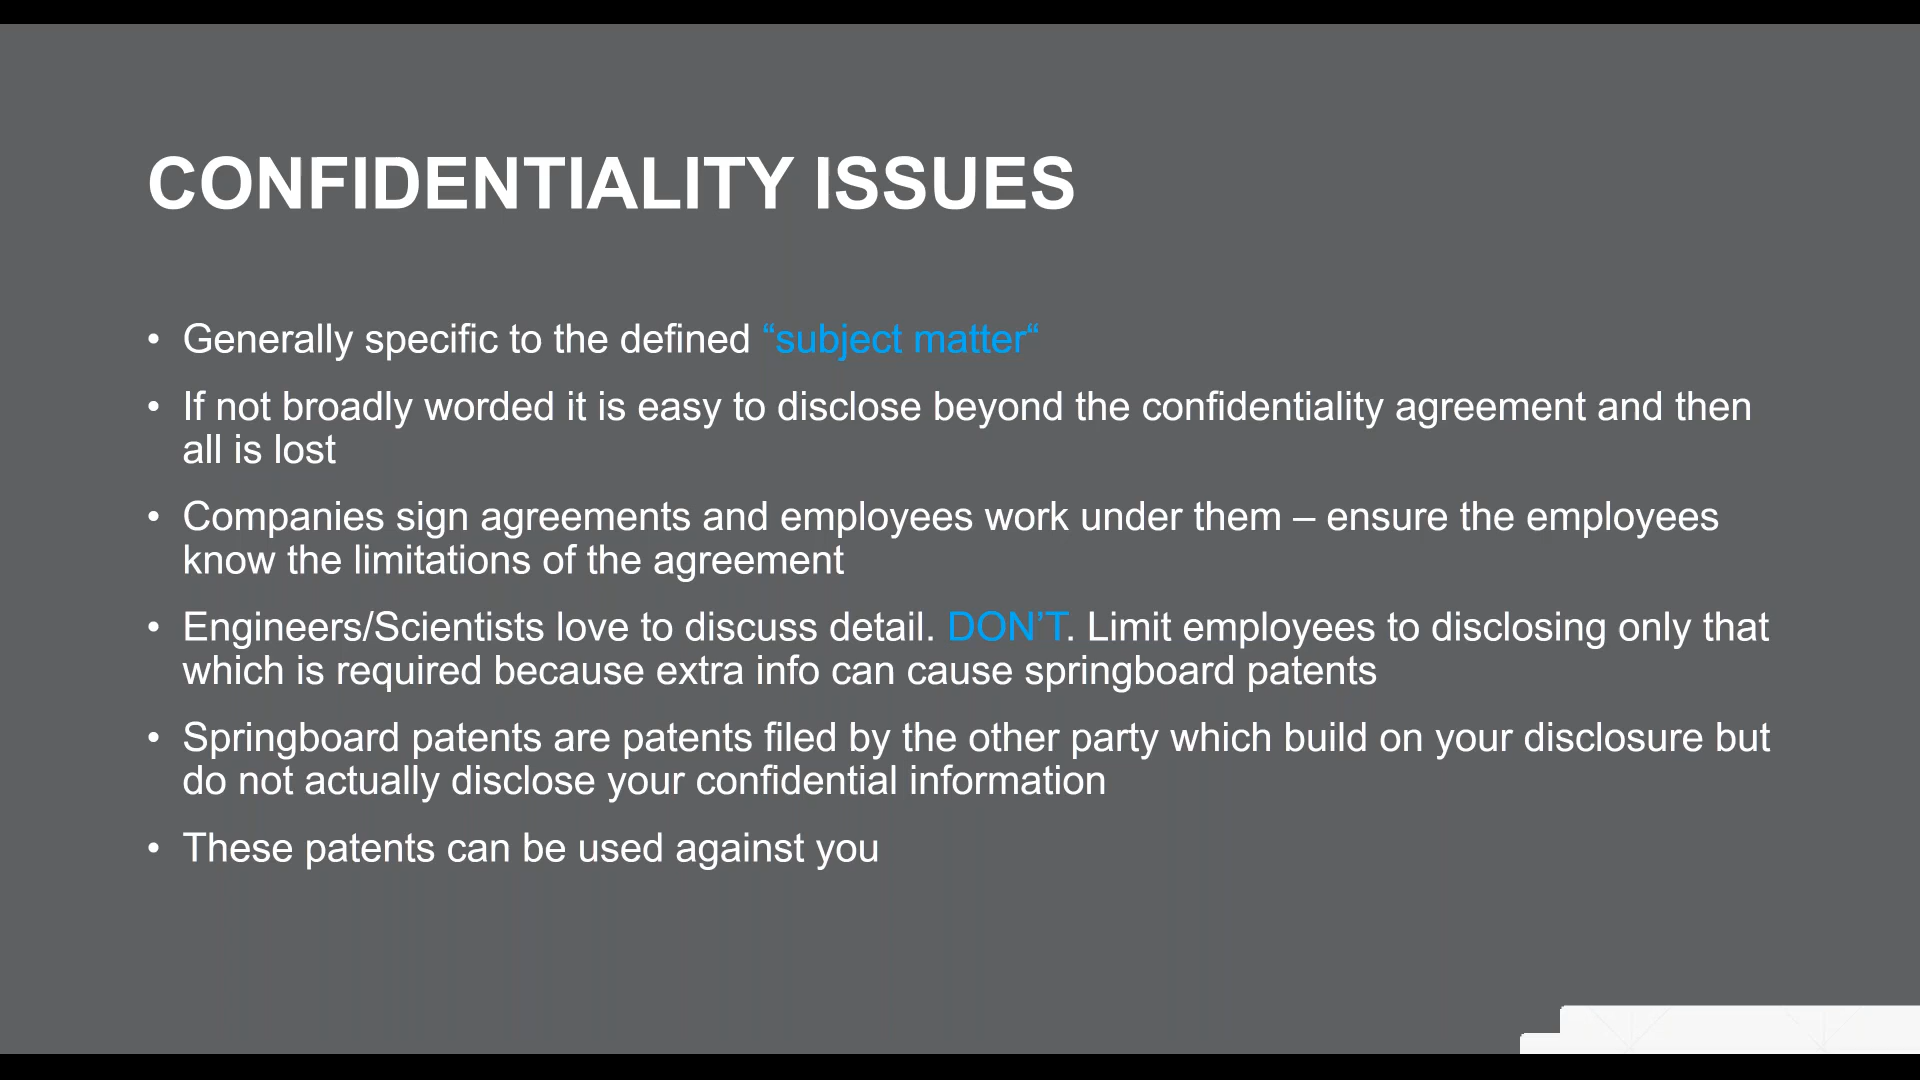 CONFIDENTIALITY ISSUES
• Generally specific to the defined “subject matter“
• If not broadly worded it is easy to disclose beyond the confidentiality agreement and then
all is lost
• Companies sign agreements and employees work under them – ensure the employees
know the limitations of the agreement
• Engineers/Scientists love to discuss detail. DON’T. Limit employees to disclosing only that
which is required because extra info can cause springboard patents
• Springboard patents are patents filed by the other party which build on your disclosure but
do not actually disclose your confidential information
• These patents can be used against you